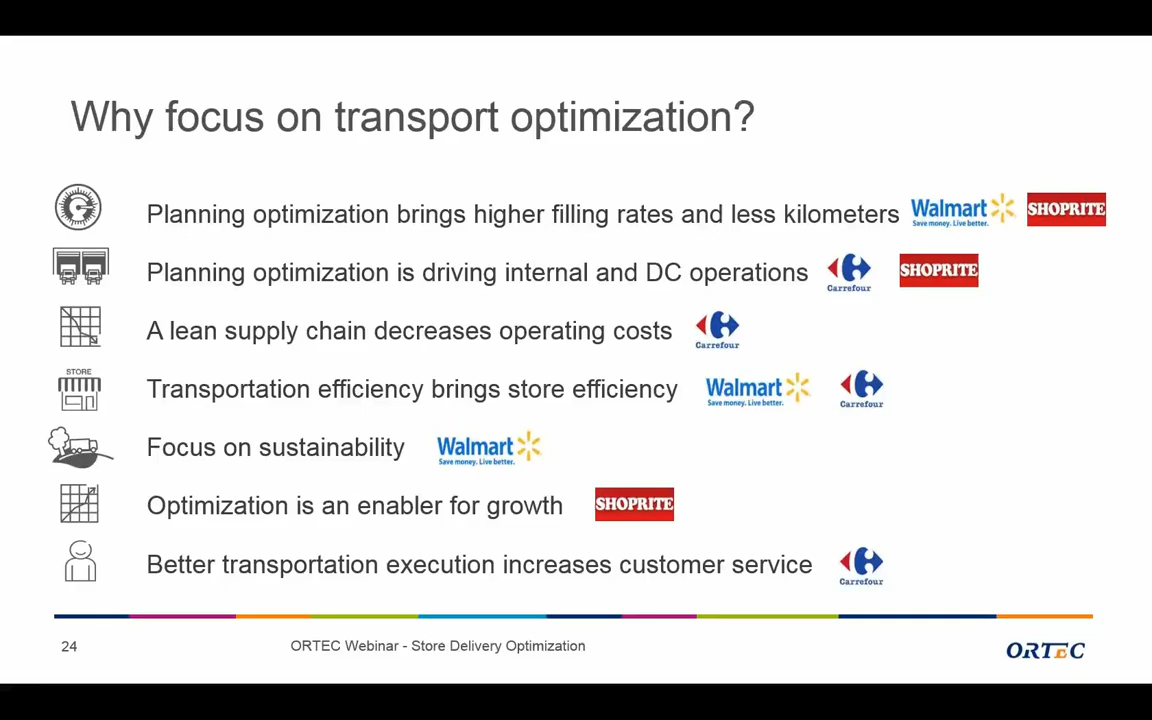 Why focus on transport optimization?
Planning optimization brings higher filling rates and less kilometers Walmart Save money. Live better. SHOPRITE
Planning optimization is driving internal and DC operations Carrefour SHOPRITE
A lean supply chain decreases operating costs Carrefour
STORE
Transportation efficiency brings store efficiency Walmart Save money. Live better. Carrefour
Focus on sustainability Walmart Save money. Live better.
Optimization is an enabler for growth SHOPRITE
Better transportation execution increases customer service Carrefour
24 ORTEC Webinar - Store Delivery Optimization ORTEC